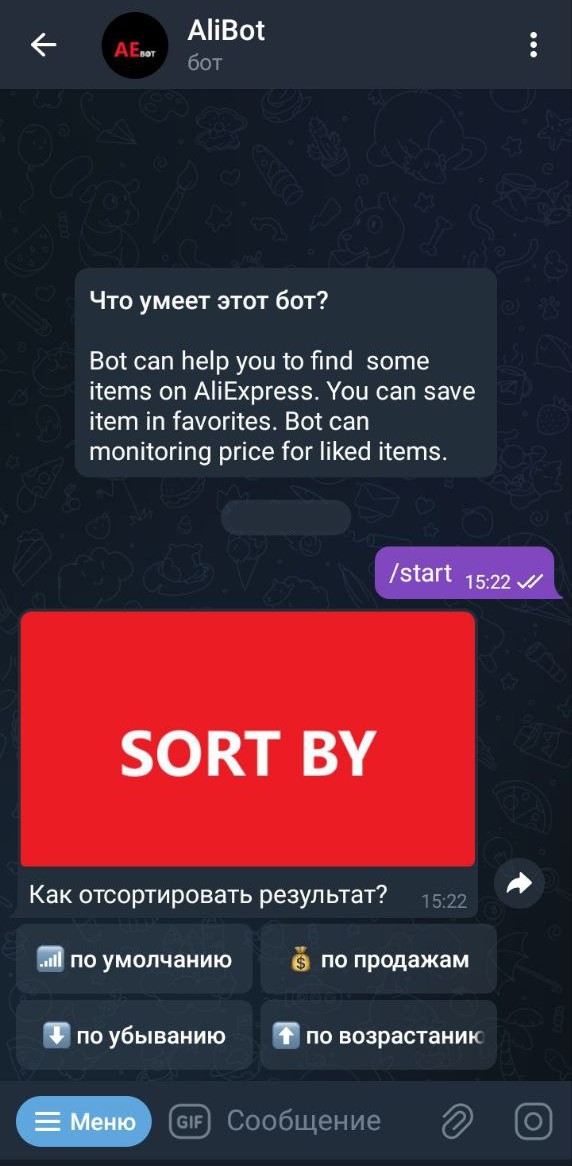 AliBot
AE BOT
бот
Что умеет этот бот?
Bot can help you to find  some
items on AliExpress. You can save
item in favorites. Bot can
monitoring price for liked items.
/start 15:22
SORT BY
Как отсортировать результат? 15:22
по умолчанию
по продажам
по убыванию
по возрастанию
Меню
GIF
Сообщение